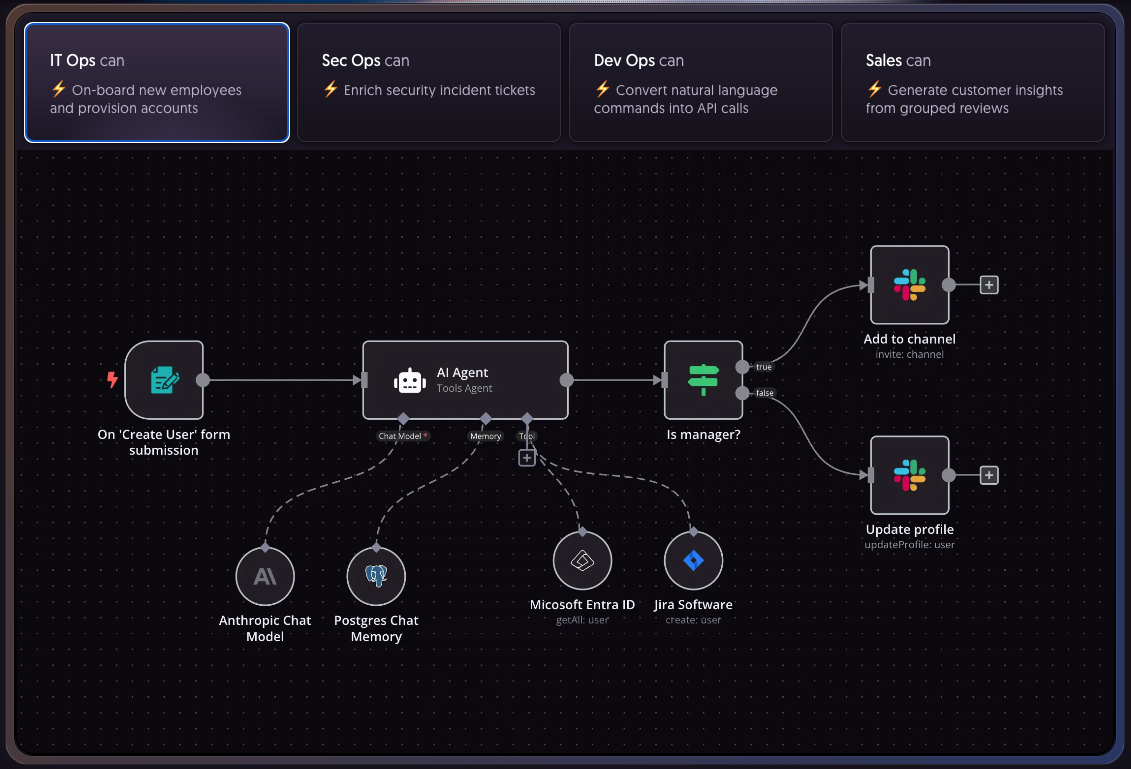 IT Ops can
⚡ On-board new employees
and provision accounts
Sec Ops can
⚡ Enrich security incident tickets
Dev Ops can
⚡ Convert natural language
commands into API calls
Sales can
⚡ Generate customer insights
from grouped reviews
On 'Create User' form
submission
AI Agent
Tools Agent
Chat Model *
Memory
Tool
Anthropic Chat
Model
Postgres Chat
Memory
Micosoft Entra ID
getAll: user
Jira Software
create: user
Is manager?
true
false
Add to channel
invite: channel
Update profile
updateProfile: user